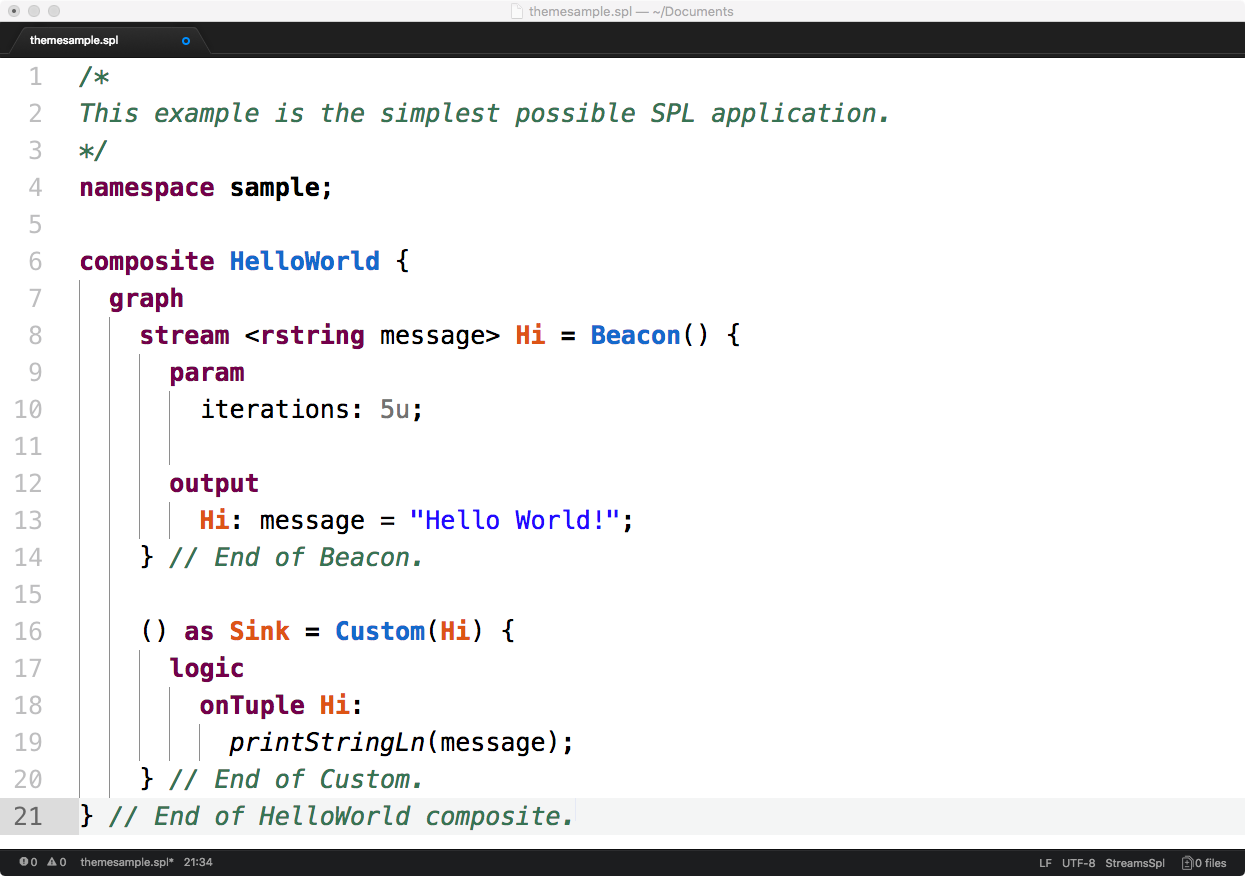 themesample.spl — ~/Documents
themesample.spl
1 /*
2 This example is the simplest possible SPL application.
3 */
4 namespace sample;
5
6 composite HelloWorld {
7   graph
8     stream <rstring message> Hi = Beacon() {
9       param
10         iterations: 5u;
11
12       output
13         Hi: message = "Hello World!";
14     } // End of Beacon.
15
16     () as Sink = Custom(Hi) {
17       logic
18         onTuple Hi:
19           printStringLn(message);
20     } // End of Custom.
21 } // End of HelloWorld composite.
0 0 themesample.spl* 21:34 LF UTF-8 StreamsSpl 0 files